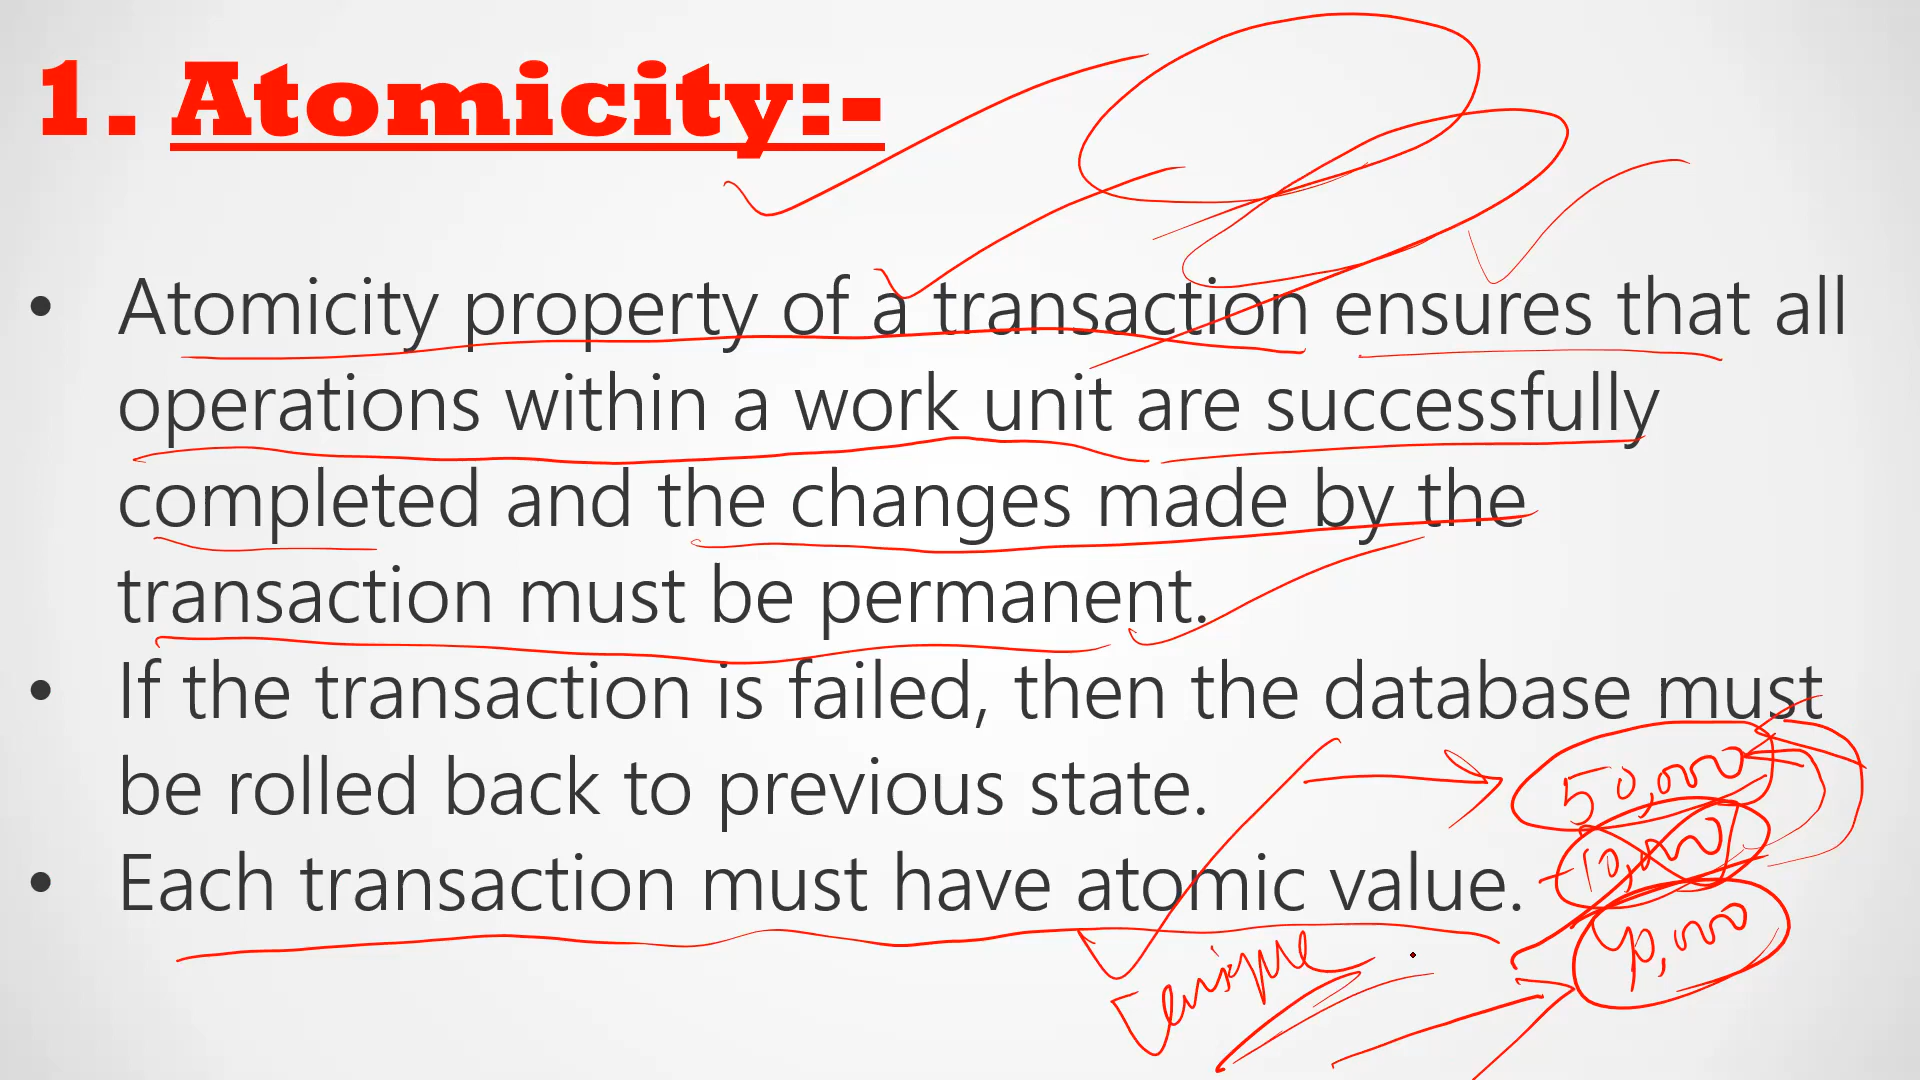 1. Atomicity:-
• Atomicity property of a transaction ensures that all
operations within a work unit are successfully
completed and the changes made by the
transaction must be permanent.
• If the transaction is failed, then the database must
be rolled back to previous state.
50,000
-10,000
• Each transaction must have atomic value.
40,000
unique